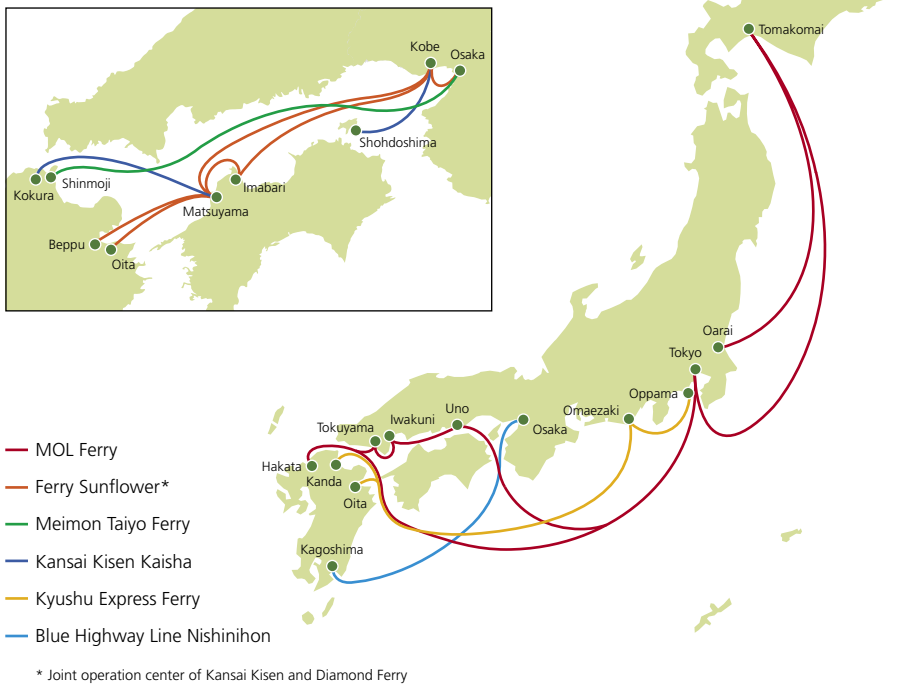 Kobe
Osaka
Shohdoshima
Kokura
Shinmoji
Imabari
Matsuyama
Beppu
Oita
Tomakomai
Oarai
Tokyo
Oppama
Omaezaki
Uno
Iwakuni
Tokuyama
Osaka
Hakata
Kanda
Oita
Kagoshima
MOL Ferry
Ferry Sunflower*
Meimon Taiyo Ferry
Kansai Kisen Kaisha
Kyushu Express Ferry
Blue Highway Line Nishinihon
* Joint operation center of Kansai Kisen and Diamond Ferry